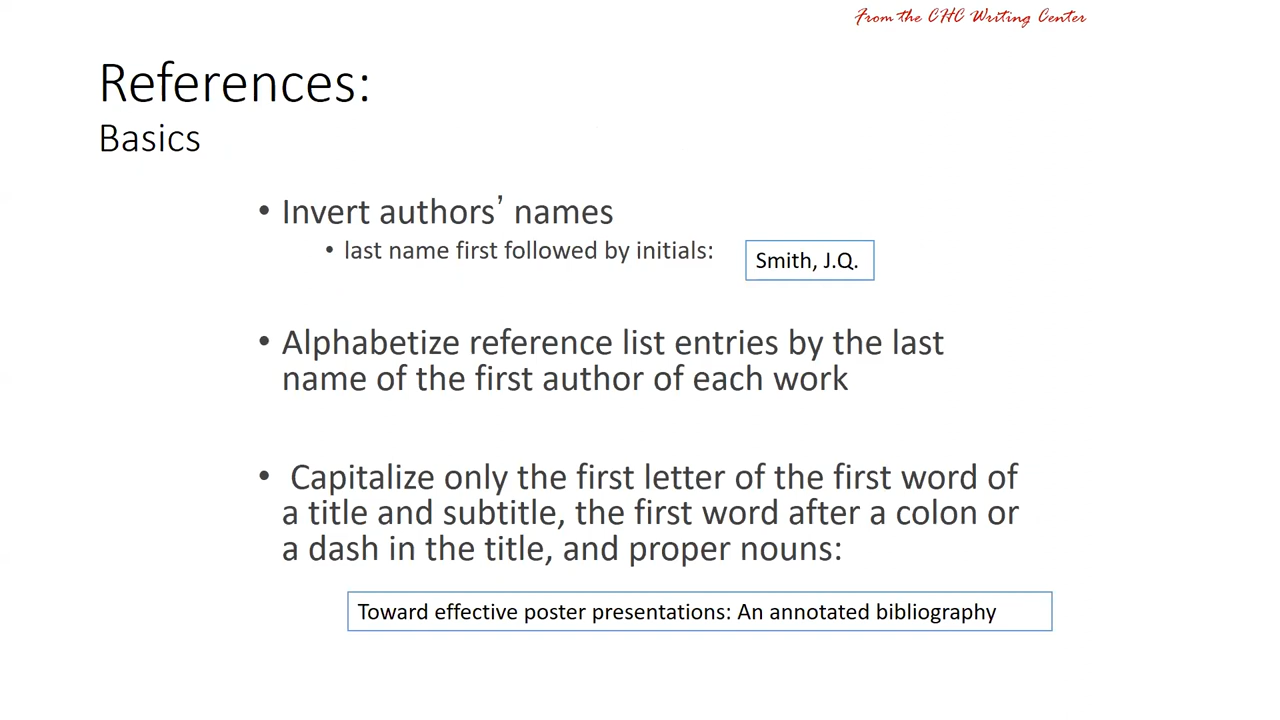 From the CHC Writing Center
References:
Basics
• Invert authors’ names
• last name first followed by initials:
Smith, J.Q.
• Alphabetize reference list entries by the last
name of the first author of each work
• Capitalize only the first letter of the first word of
a title and subtitle, the first word after a colon or
a dash in the title, and proper nouns:
Toward effective poster presentations: An annotated bibliography